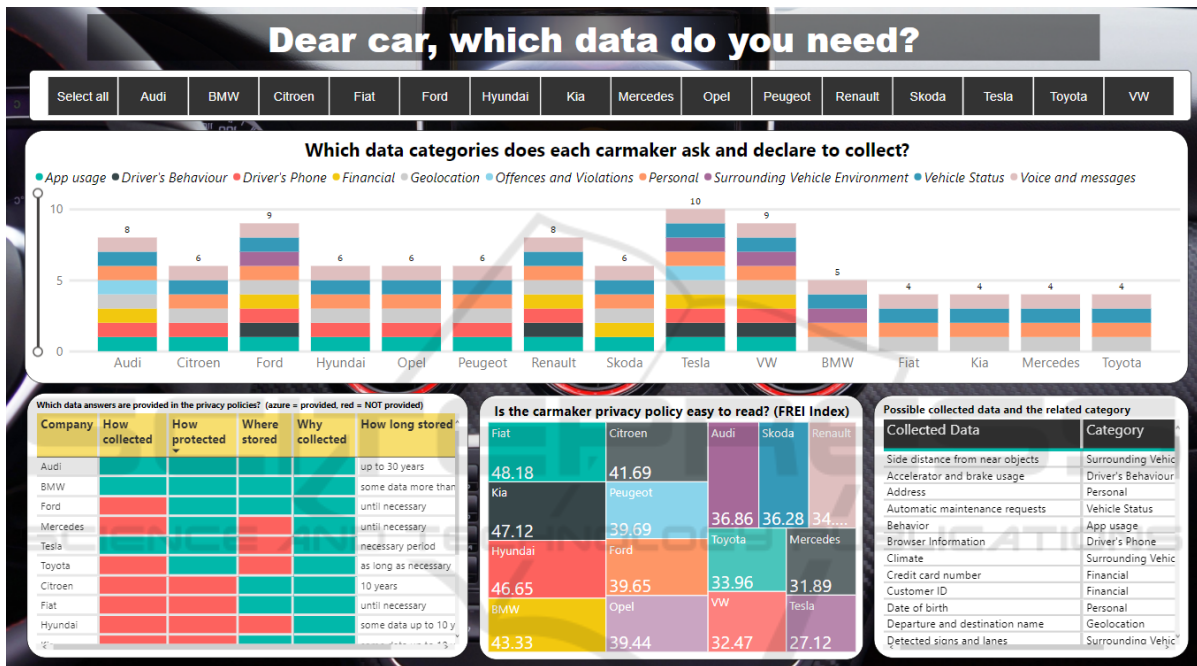 Dear car, which data do you need?
Select all Audi BMW Citroen Fiat Ford Hyundai Kia Mercedes Opel Peugeot Renault Skoda Tesla Toyota VW
Which data categories does each carmaker ask and declare to collect?
App usage Driver's Behaviour Driver's Phone Financial Geolocation Offences and Violations Personal Surrounding Vehicle Environment Vehicle Status Voice and messages
10
5
0
8 6 9 6 6 6 8 6 10 9 5 4 4 4 4
Audi Citroen Ford Hyundai Opel Peugeot Renault Skoda Tesla VW BMW Fiat Kia Mercedes Toyota
Which data answers are provided in the privacy policies? (azure = provided, red = NOT provided)
Company How collected How protected Where stored Why collected How long stored
Audi up to 30 years
BMW some data more than
Ford until necessary
Mercedes until necessary
Tesla necessary period
Toyota as long as necessary
Citroen 10 years
Fiat until necessary
Hyundai some data up to 10 y
Is the carmaker privacy policy easy to read? (FREI Index)
Fiat
48.18
Kia
47.12
Hyundai
46.65
BMW
43.33
Citroen
41.69
Peugeot
39.69
Ford
39.65
Opel
39.44
Audi
36.86
Skoda
36.28
Renault
34....
Toyota
33.96
Mercedes
31.89
VW
32.47
Tesla
27.12
Possible collected data and the related category
Collected Data Category
Side distance from near objects Surrounding Vehic
Accelerator and brake usage Driver's Behaviour
Address Personal
Automatic maintenance requests Vehicle Status
Behavior App usage
Browser Information Driver's Phone
Climate Surrounding Vehic
Credit card number Financial
Customer ID Financial
Date of birth Personal
Departure and destination name Geolocation
Detected signs and lanes Surrounding Vehic
SCIENCE AND TECHNOLOGY PUBLICATIONS